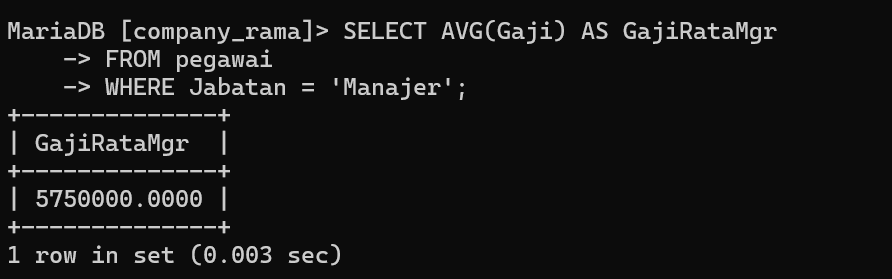 MariaDB [company_rama]> SELECT AVG(Gaji) AS GajiRataMgr
    -> FROM pegawai
    -> WHERE Jabatan = 'Manajer';
+--------------+
| GajiRataMgr  |
+--------------+
| 5750000.0000 |
+--------------+
1 row in set (0.003 sec)